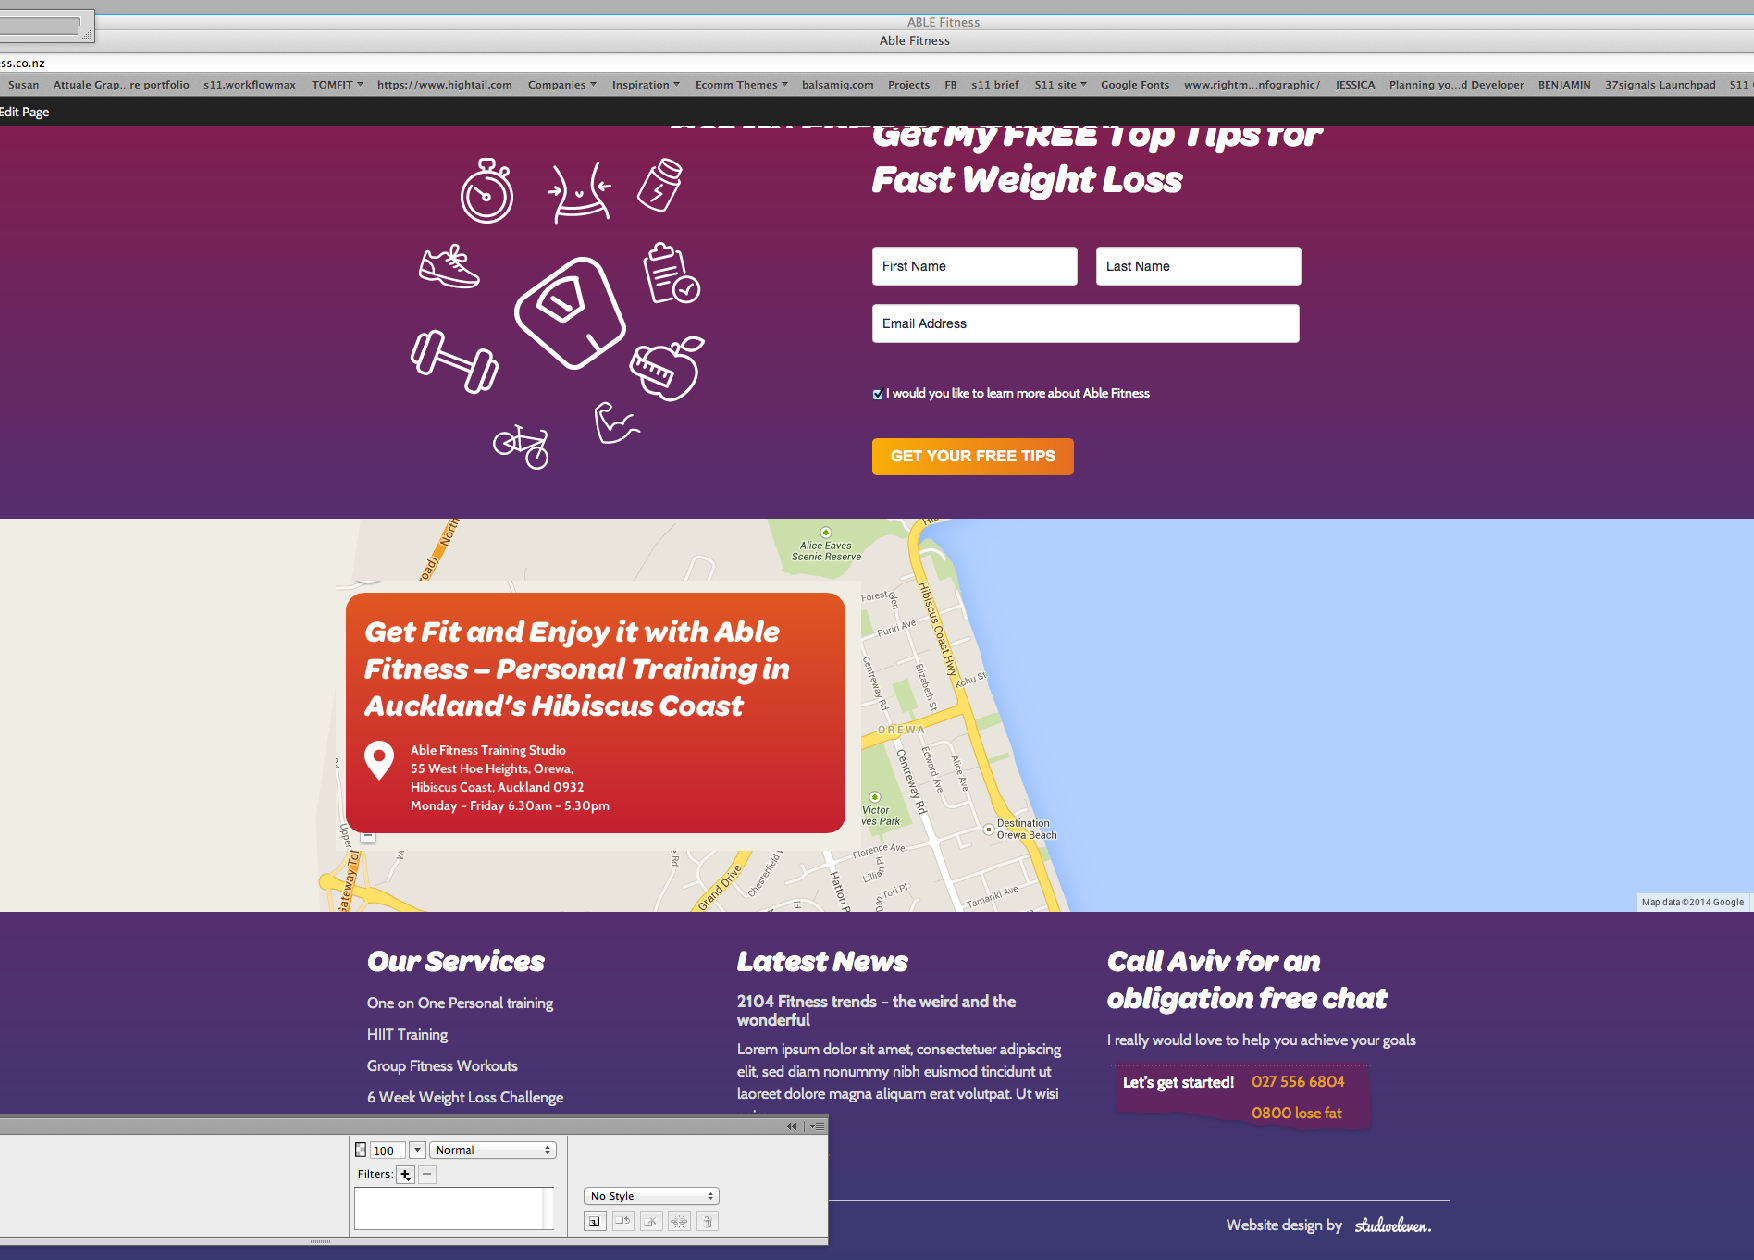 ABLE Fitness
Able Fitness
ss.co.nz
Susan Attuale Grap... re portfolio s11.workflowmax TOMFIT https://www.hightail.com Companies Inspiration Ecomm Themes balsamiq.com Projects FB s11 brief S11 site Google Fonts www.rightm...nfographic/ JESSICA Planning yo...d Developer BENJAMIN 37signals Launchpad S11
Edit Page
Get My FREE Top Tips for
Fast Weight Loss
First Name Last Name
Email Address
I would you like to learn more about Able Fitness
GET YOUR FREE TIPS
North
road,
Alice Eaves
Scenic Reserve
Forest Glen
Puriri Ave
Hibiscus Coast Hwy
Centreway Rd
Elizabeth St
Kohu St
OREWA
Centreway Rd
Edward Ave
Alice Ave
Victor
ves Park
Destination
Orewa Beach
Florence Ave
Lillie
Tori Pl
Tamariki Ave
Hatton R
Chesterfield
Grand Drive
Rd
Upper
Gateway To
Map data ©2014 Google
Get Fit and Enjoy it with Able
Fitness – Personal Training in
Auckland's Hibiscus Coast
Able Fitness Training Studio
55 West Hoe Heights, Orewa,
Hibiscus Coast, Auckland 0932
Monday – Friday 6.30am – 5.30pm
Our Services
One on One Personal training
HIIT Training
Group Fitness Workouts
6 Week Weight Loss Challenge
Latest News
2104 Fitness trends – the weird and the
wonderful
Lorem ipsum dolor sit amet, consectetuer adipiscing
elit, sed diam nonummy nibh euismod tincidunt ut
laoreet dolore magna aliquam erat volutpat. Ut wisi
Call Aviv for an
obligation free chat
I really would love to help you achieve your goals
Let's get started! 027 556 6804
0800 lose fat
100 Normal
Filters:
No Style
Website design by studioeleven.